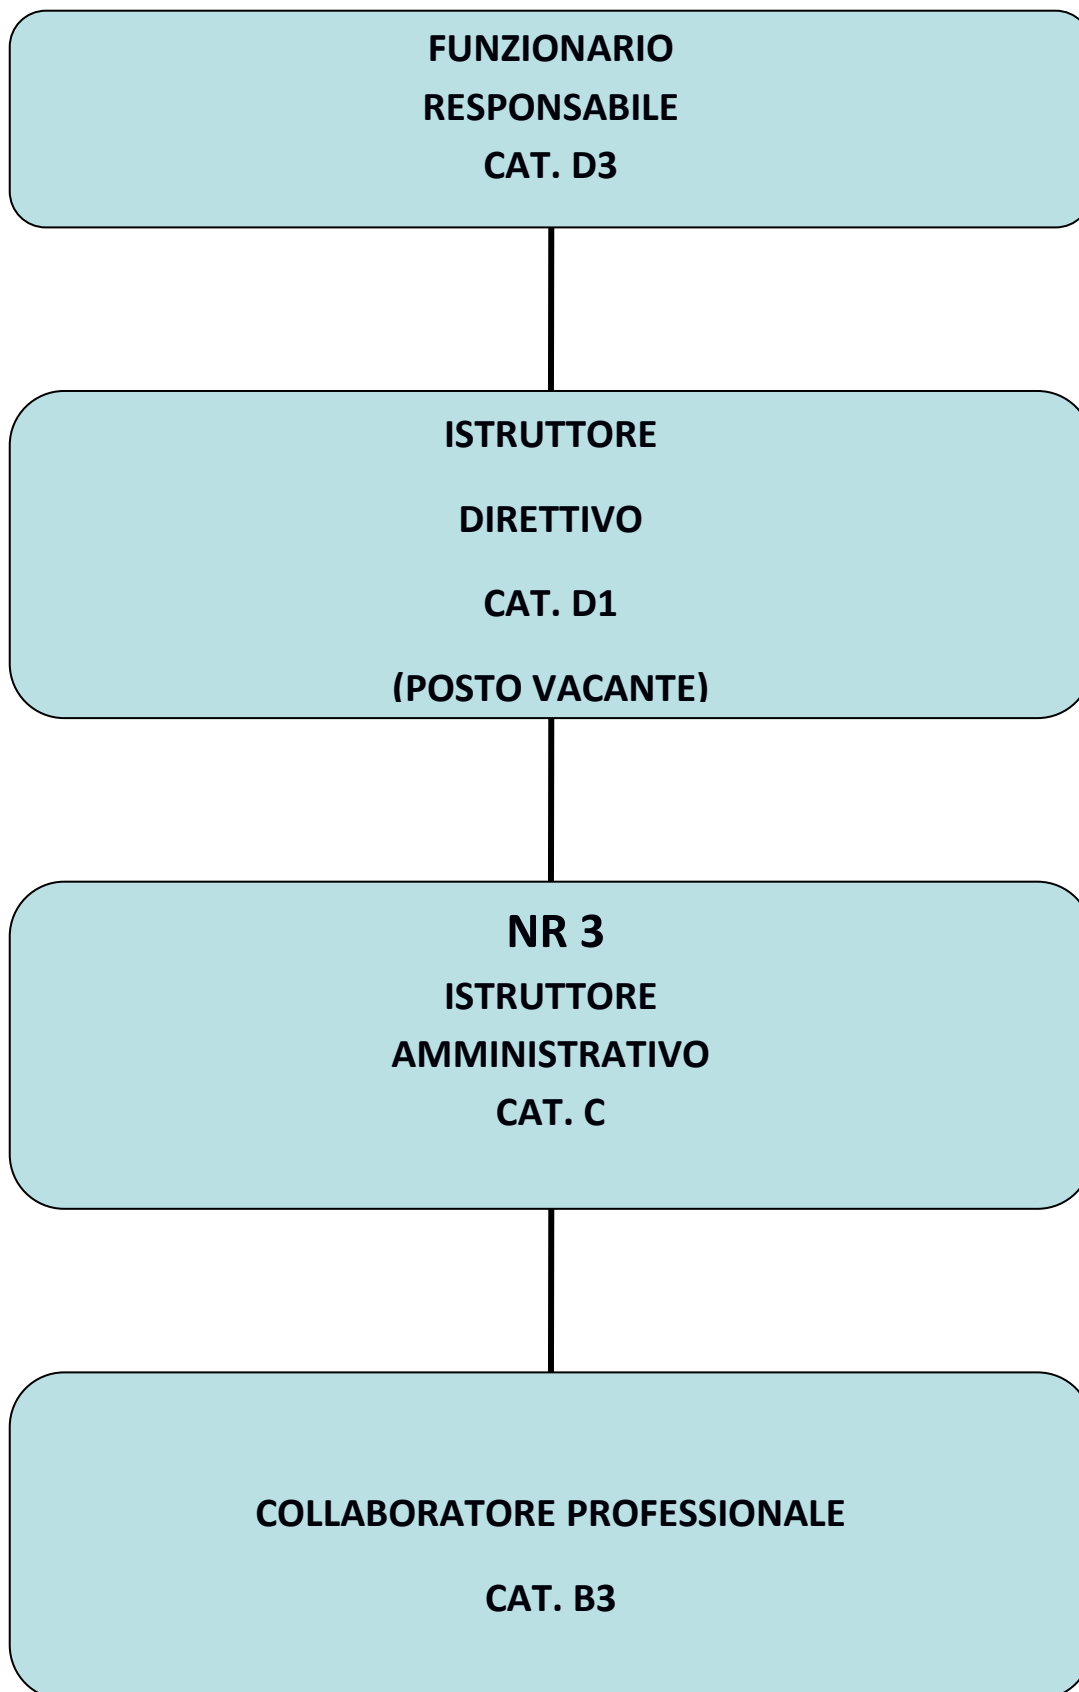 FUNZIONARIO
RESPONSABILE
CAT. D3
ISTRUTTORE
DIRETTIVO
CAT. D1
(POSTO VACANTE)
NR 3
ISTRUTTORE
AMMINISTRATIVO
CAT. C
COLLABORATORE PROFESSIONALE
CAT. B3